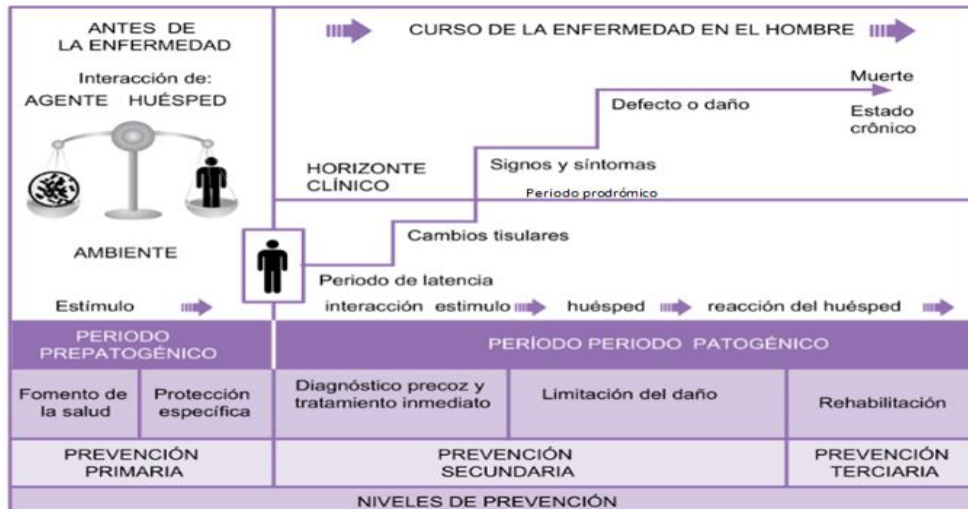 ANTES DE
LA ENFERMEDAD
Interacción de:
AGENTE HUÉSPED
AMBIENTE
Estímulo
CURSO DE LA ENFERMEDAD EN EL HOMBRE
Muerte
Defecto o daño
Estado
crônico
Signos y síntomas
HORIZONTE
CLÍNICO
Periodo prodrómico
Cambios tisulares
Periodo de latencia
interacción estimulo huésped reacción del huésped
PERIODO
PREPATOGÉNICO
PERÍODO PERIODO PATOGÉNICO
Fomento de
la salud
Protección
específica
Diagnóstico precoz y
tratamiento inmediato
Limitación del daño
Rehabilitación
PREVENCIÓN
PRIMARIA
PREVENCIÓN
SECUNDARIA
PREVENCIÓN
TERCIARIA
NIVELES DE PREVENCIÓN